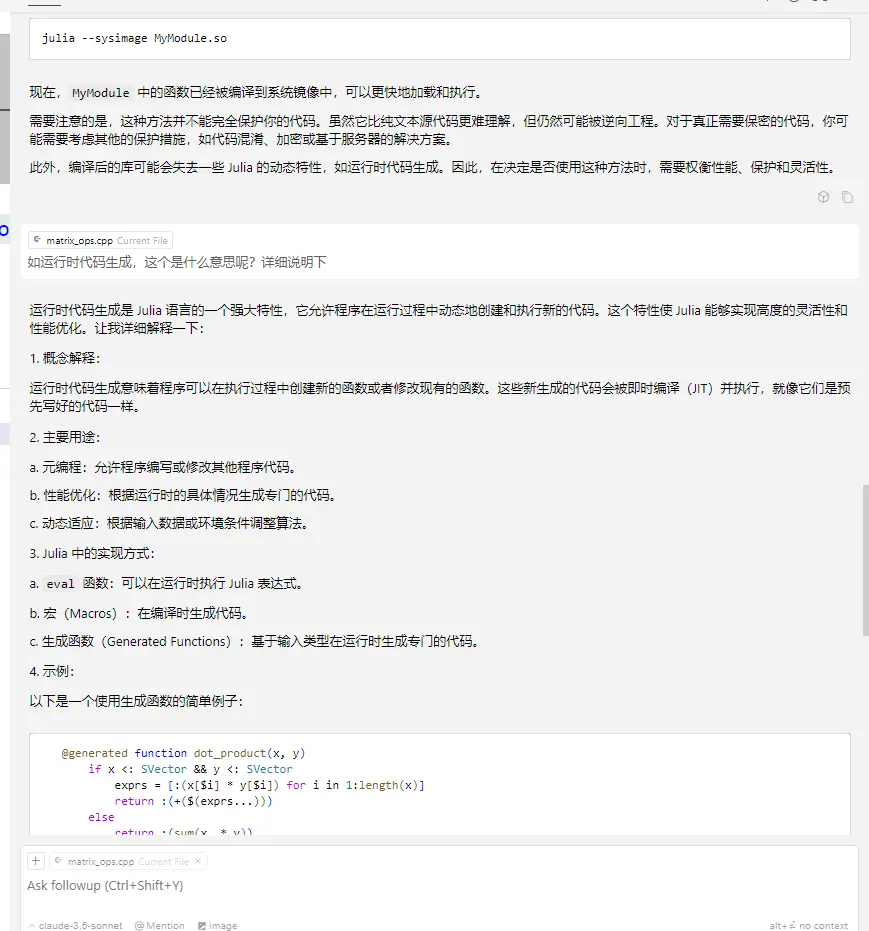 julia --sysimage MyModule.so
现在， MyModule 中的函数已经被编译到系统镜像中，可以更快地加载和执行。
需要注意的是，这种方法并不能完全保护你的代码。虽然它比纯文本源代码更难理解，但仍然可能被逆向工程。对于真正需要保密的代码，你可
能需要考虑其他的保护措施，如代码混淆、加密或基于服务器的解决方案。
此外，编译后的库可能会失去一些 Julia 的动态特性，如运行时代码生成。因此，在决定是否使用这种方法时，需要权衡性能、保护和灵活性。
matrix_ops.cpp Current File
如运行时代码生成，这个是什么意思呢？详细说明下
运行时代码生成是 Julia 语言的一个强大特性，它允许程序在运行过程中动态地创建和执行新的代码。这个特性使 Julia 能够实现高度的灵活性和
性能优化。让我详细解释一下：
1. 概念解释：
运行时代码生成意味着程序可以在执行过程中创建新的函数或者修改现有的函数。这些新生成的代码会被即时编译（JIT）并执行，就像它们是预
先写好的代码一样。
2. 主要用途：
a. 元编程：允许程序编写或修改其他程序代码。
b. 性能优化：根据运行时的具体情况生成专门的代码。
c. 动态适应：根据输入数据或环境条件调整算法。
3. Julia 中的实现方式：
a. eval 函数：可以在运行时执行 Julia 表达式。
b. 宏（Macros）：在编译时生成代码。
c. 生成函数（Generated Functions）：基于输入类型在运行时生成专门的代码。
4. 示例：
以下是一个使用生成函数的简单例子：
@generated function dot_product(x, y)
if x <: SVector && y <: SVector
exprs = [:(x[$i] * y[$i]) for i in 1:length(x)]
return :(+($(exprs...)))
else
return :(sum(x .* y))
+ matrix_ops.cpp Current File ×
Ask followup (Ctrl+Shift+Y)
claude-3.5-sonnet @ Mention Image alt+⏎ no context